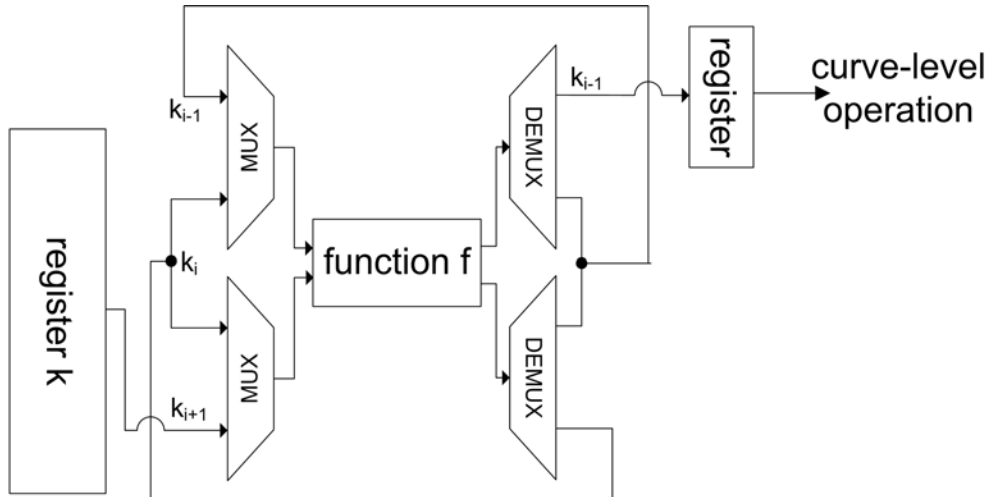 register k
k_{i-1}
k_i
k_{i+1}
MUX
MUX
function f
DEMUX
DEMUX
k_{i-1}
register
curve-level
operation